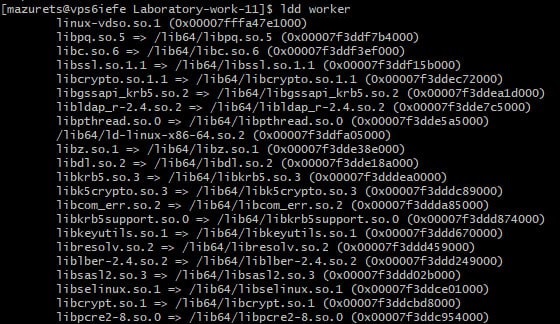 [mazurets@vps6iefe Laboratory-work-11]$ ldd worker
linux-vdso.so.1 (0x00007fffa47e1000)
libpq.so.5 => /lib64/libpq.so.5 (0x00007f3ddf7b4000)
libc.so.6 => /lib64/libc.so.6 (0x00007f3ddf3ef000)
libssl.so.1.1 => /lib64/libssl.so.1.1 (0x00007f3ddf15b000)
libcrypto.so.1.1 => /lib64/libcrypto.so.1.1 (0x00007f3ddec72000)
libgssapi_krb5.so.2 => /lib64/libgssapi_krb5.so.2 (0x00007f3ddea1d000)
libldap_r-2.4.so.2 => /lib64/libldap_r-2.4.so.2 (0x00007f3dde7c5000)
libpthread.so.0 => /lib64/libpthread.so.0 (0x00007f3dde5a5000)
/lib64/ld-linux-x86-64.so.2 (0x00007f3ddfa05000)
libz.so.1 => /lib64/libz.so.1 (0x00007f3dde38e000)
libdl.so.2 => /lib64/libdl.so.2 (0x00007f3dde18a000)
libkrb5.so.3 => /lib64/libkrb5.so.3 (0x00007f3dddea0000)
libk5crypto.so.3 => /lib64/libk5crypto.so.3 (0x00007f3dddc89000)
libcom_err.so.2 => /lib64/libcom_err.so.2 (0x00007f3ddda85000)
libkrb5support.so.0 => /lib64/libkrb5support.so.0 (0x00007f3ddd874000)
libkeyutils.so.1 => /lib64/libkeyutils.so.1 (0x00007f3ddd670000)
libresolv.so.2 => /lib64/libresolv.so.2 (0x00007f3ddd459000)
liblber-2.4.so.2 => /lib64/liblber-2.4.so.2 (0x00007f3ddd249000)
libsasl2.so.3 => /lib64/libsasl2.so.3 (0x00007f3ddd02b000)
libselinux.so.1 => /lib64/libselinux.so.1 (0x00007f3ddce01000)
libcrypt.so.1 => /lib64/libcrypt.so.1 (0x00007f3ddcbd8000)
libpcre2-8.so.0 => /lib64/libpcre2-8.so.0 (0x00007f3ddc954000)